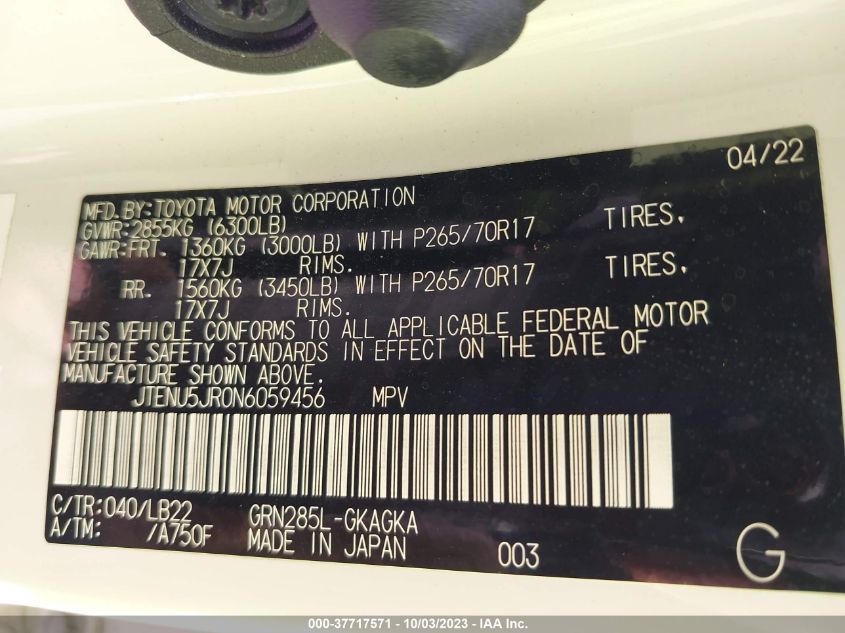 04/22
MFD.BY:TOYOTA MOTOR CORPORATION
GVWR:2855KG (6300LB)
GAWR:FRT. 1360KG (3000LB) WITH P265/70R17 TIRES,
17X7J RIMS.
RR. 1560KG (3450LB) WITH P265/70R17 TIRES,
17X7J RIMS.
THIS VEHICLE CONFORMS TO ALL APPLICABLE FEDERAL MOTOR
VEHICLE SAFETY STANDARDS IN EFFECT ON THE DATE OF
MANUFACTURE SHOWN ABOVE.
JTENU5JR0N6059456 MPV
C/TR:040/LB22 GRN285L-GKAGKA
A/TM: /A750F MADE IN JAPAN 003 G
000-37717571 - 10/03/2023 - IAA Inc.